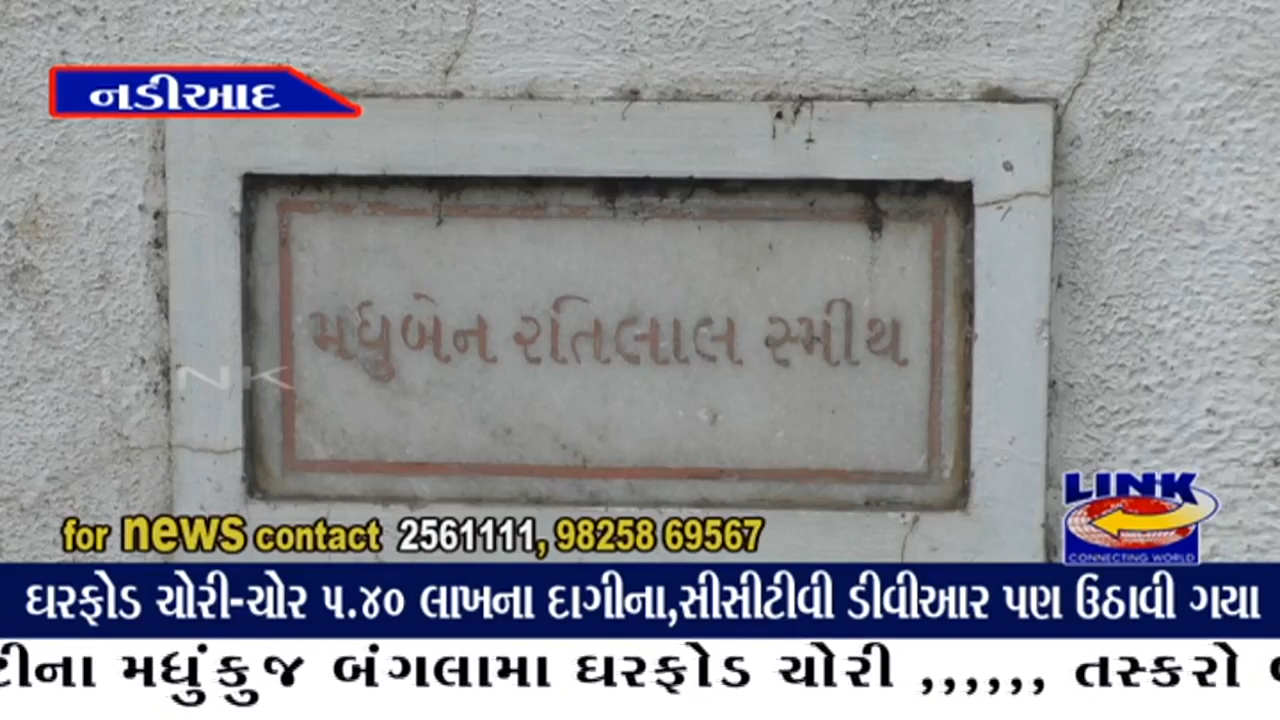 નડીઆદ
મધુબેન રતિલાલ સ્મીથ
LINK
LINK
CONNECTING WORLD
for news contact 2561111, 98258 69567
ઘરફોડ ચોરી-ચોર ૫.૪૦ લાખના દાગીના,સીસીટીવી ડીવીઆર પણ ઉઠાવી ગયા
ટીના મધુંકુજ બંગલામા ઘરફોડ ચોરી ,,,,,, તસ્કરો